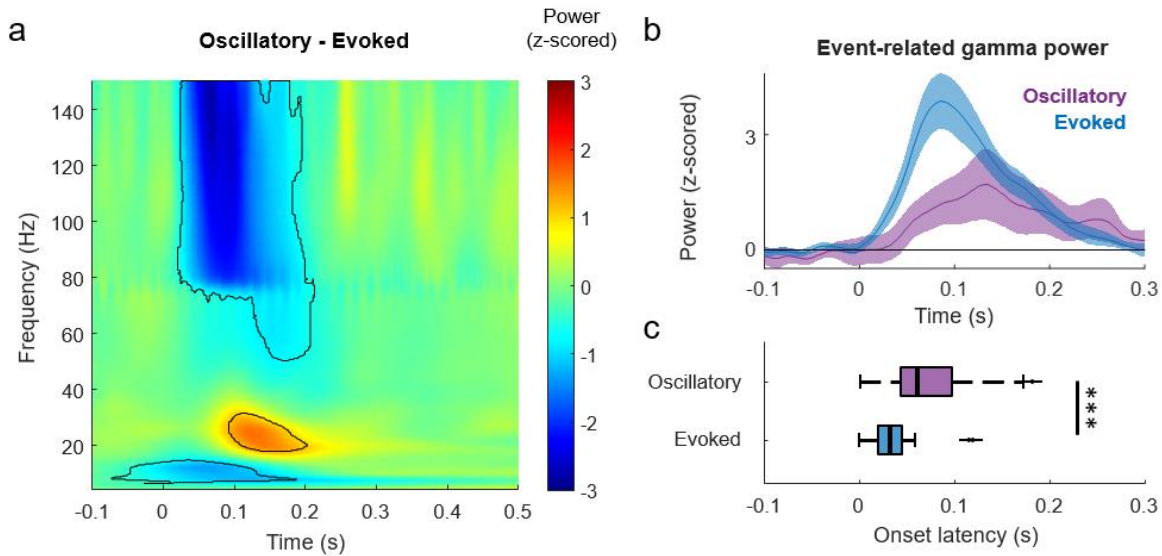 a
Oscillatory - Evoked
Power
(z-scored)
Frequency (Hz)
140
120
100
80
60
40
20
-0.1 0 0.1 0.2 0.3 0.4 0.5
Time (s)
3
2
1
0
-1
-2
-3
b
Event-related gamma power
Oscillatory
Evoked
Power (z-scored)
3
0
-0.1 0 0.1 0.2 0.3
Time (s)
c
Oscillatory
Evoked
***
-0.1 0 0.1 0.2 0.3
Onset latency (s)